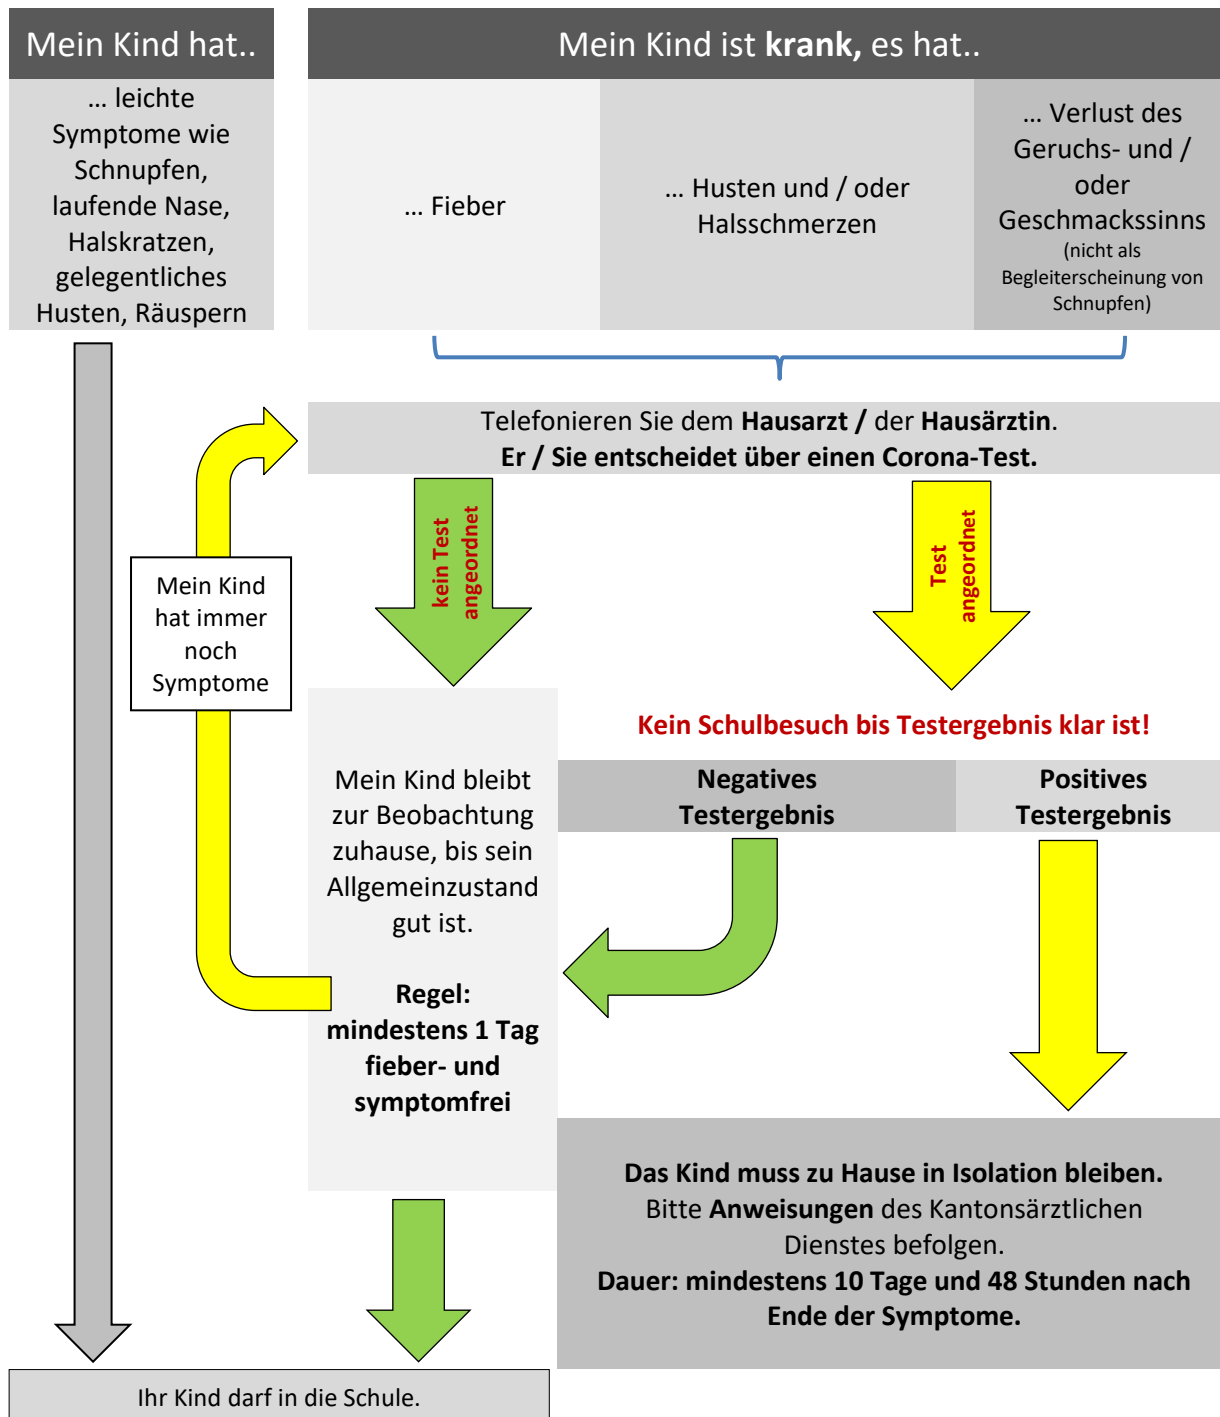 Mein Kind hat..
… leichte
Symptome wie
Schnupfen,
laufende Nase,
Halskratzen,
gelegentliches
Husten, Räuspern
Mein Kind ist krank, es hat..
… Fieber
… Husten und / oder
Halsschmerzen
… Verlust des
Geruchs- und /
oder
Geschmackssinns
(nicht als
Begleiterscheinung von
Schnupfen)
Telefonieren Sie dem Hausarzt / der Hausärztin.
Er / Sie entscheidet über einen Corona-Test.
kein Test
angeordnet
Test
angeordnet
Mein Kind
hat immer
noch
Symptome
Kein Schulbesuch bis Testergebnis klar ist!
Negatives
Testergebnis
Positives
Testergebnis
Mein Kind bleibt
zur Beobachtung
zuhause, bis sein
Allgemeinzustand
gut ist.
Regel:
mindestens 1 Tag
fieber- und
symptomfrei
Das Kind muss zu Hause in Isolation bleiben.
Bitte Anweisungen des Kantonsärztlichen
Dienstes befolgen.
Dauer: mindestens 10 Tage und 48 Stunden nach
Ende der Symptome.
Ihr Kind darf in die Schule.